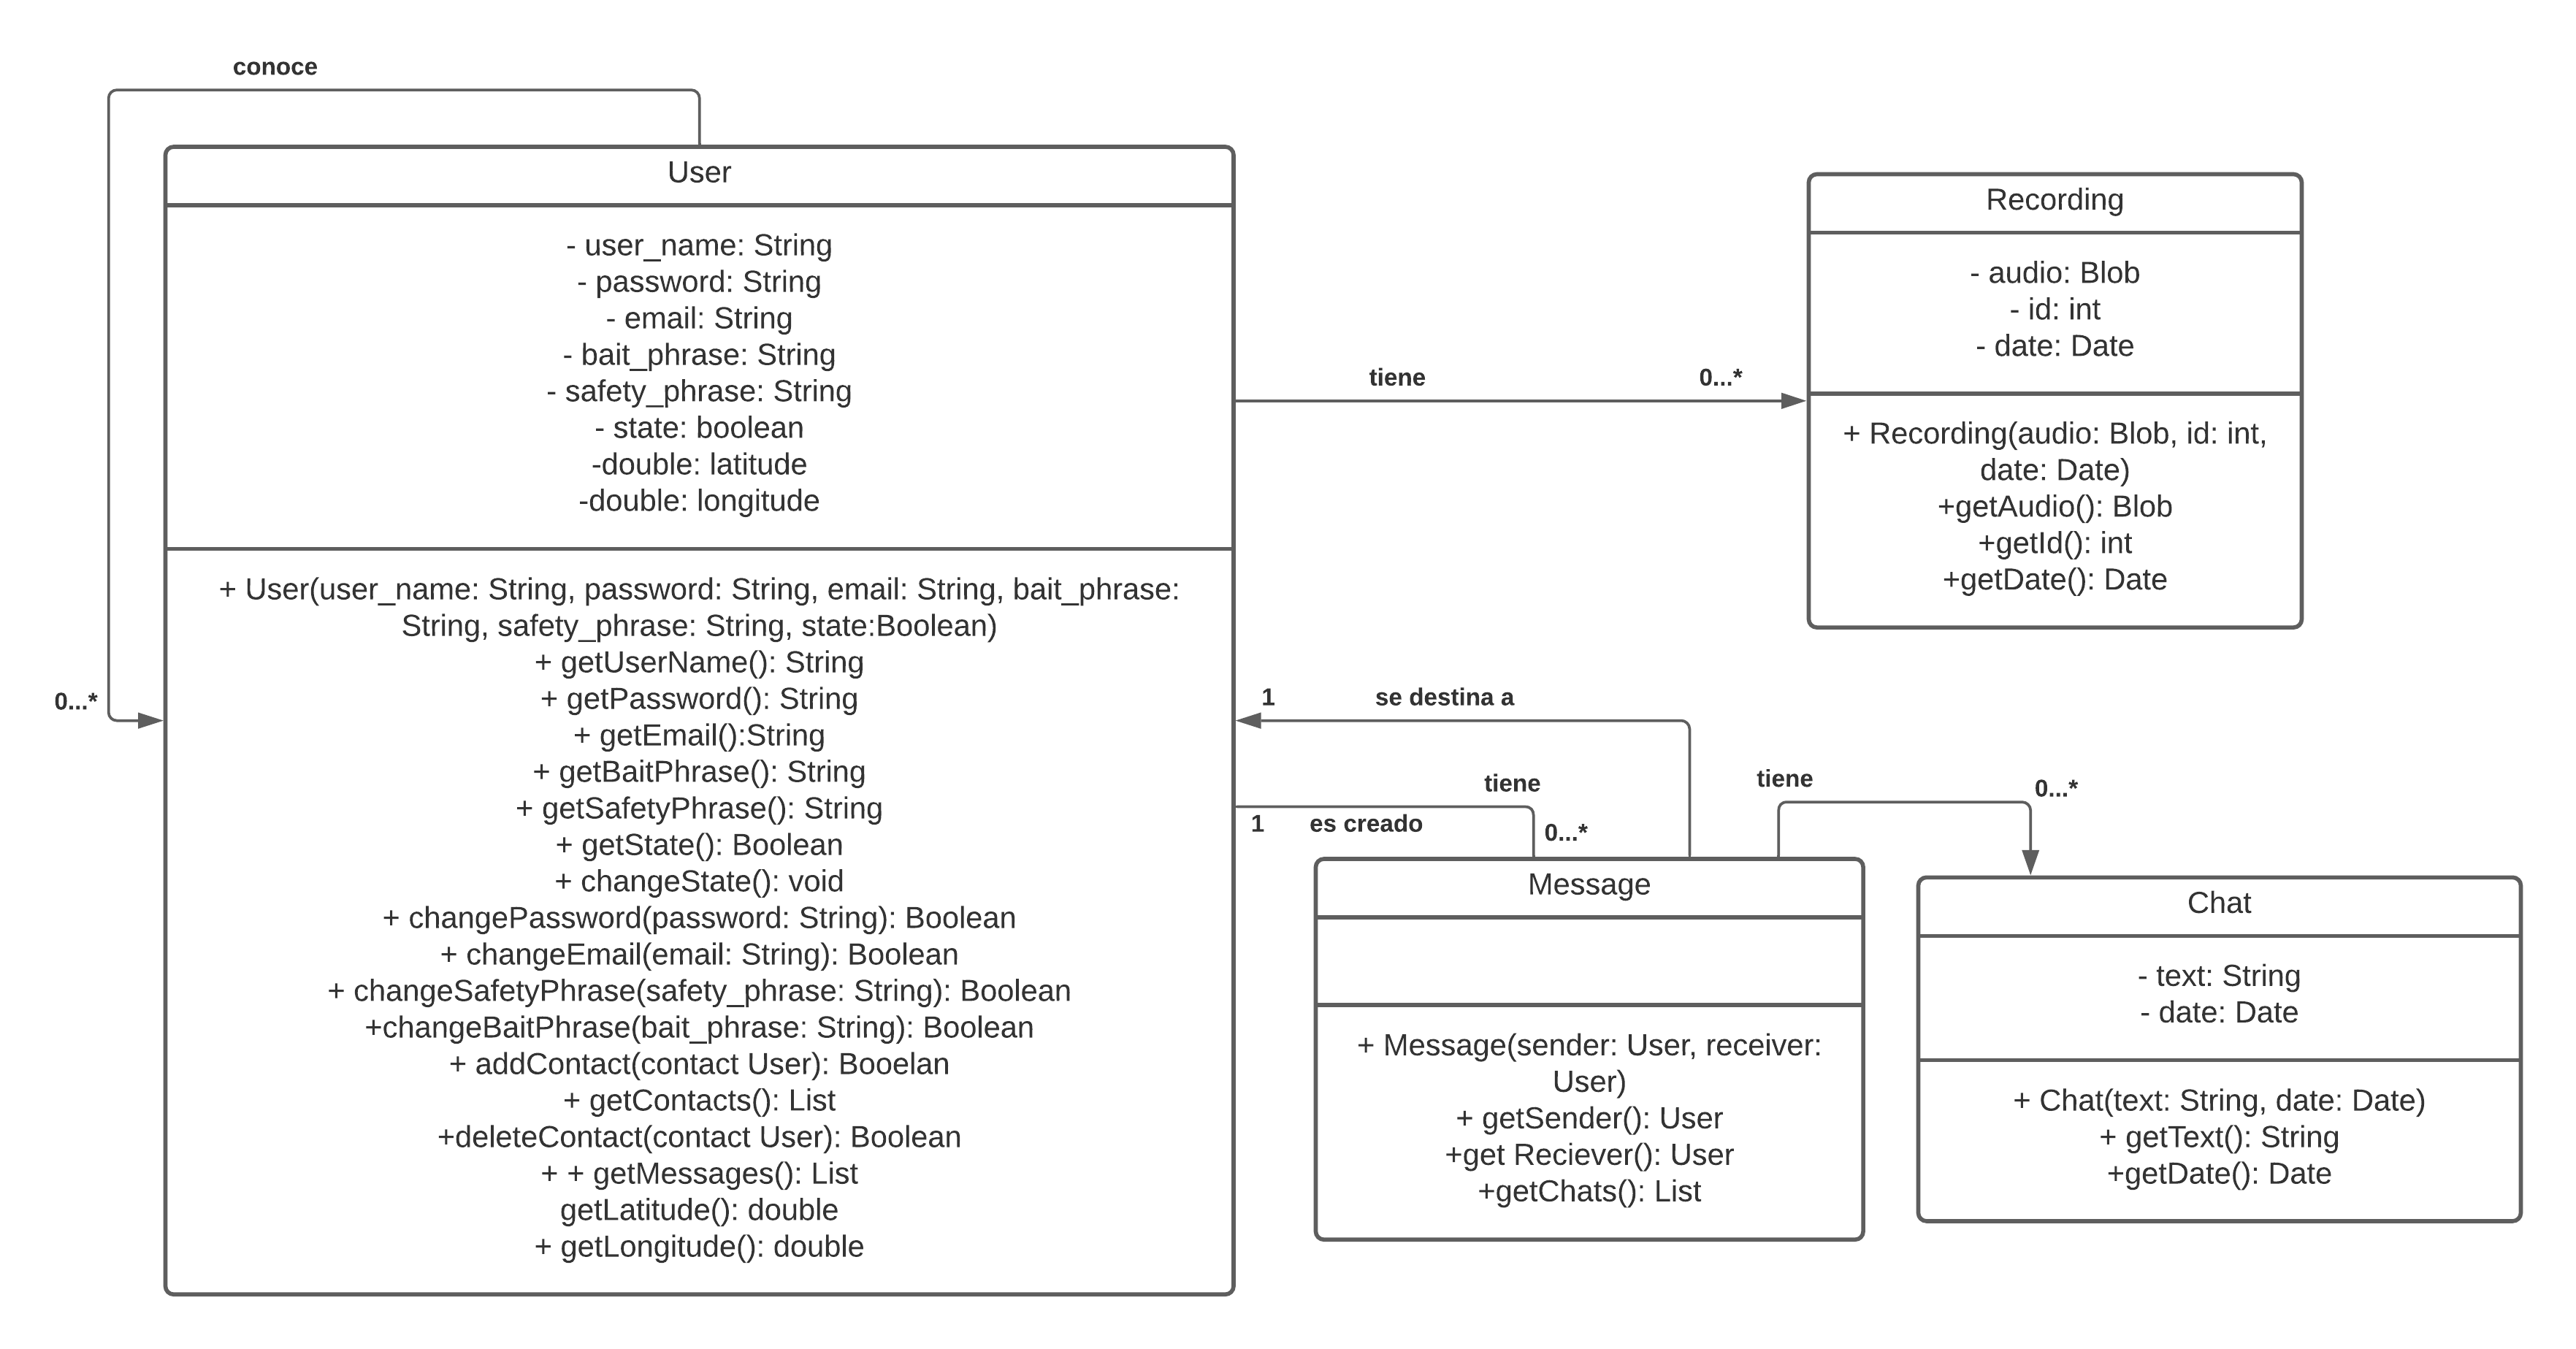 conoce
0...*
User
- user_name: String
- password: String
- email: String
- bait_phrase: String
- safety_phrase: String
- state: boolean
-double: latitude
-double: longitude
+ User(user_name: String, password: String, email: String, bait_phrase:
String, safety_phrase: String, state:Boolean)
+ getUserName(): String
+ getPassword(): String
+ getEmail():String
+ getBaitPhrase(): String
+ getSafetyPhrase(): String
+ getState(): Boolean
+ changeState(): void
+ changePassword(password: String): Boolean
+ changeEmail(email: String): Boolean
+ changeSafetyPhrase(safety_phrase: String): Boolean
+changeBaitPhrase(bait_phrase: String): Boolean
+ addContact(contact User): Booelan
+ getContacts(): List
+deleteContact(contact User): Boolean
+ + getMessages(): List
getLatitude(): double
+ getLongitude(): double
tiene
0...*
Recording
- audio: Blob
- id: int
- date: Date
+ Recording(audio: Blob, id: int,
date: Date)
+getAudio(): Blob
+getId(): int
+getDate(): Date
1
se destina a
tiene
1
es creado
0...*
tiene
0...*
Message
+ Message(sender: User, receiver:
User)
+ getSender(): User
+get Reciever(): User
+getChats(): List
Chat
- text: String
- date: Date
+ Chat(text: String, date: Date)
+ getText(): String
+getDate(): Date